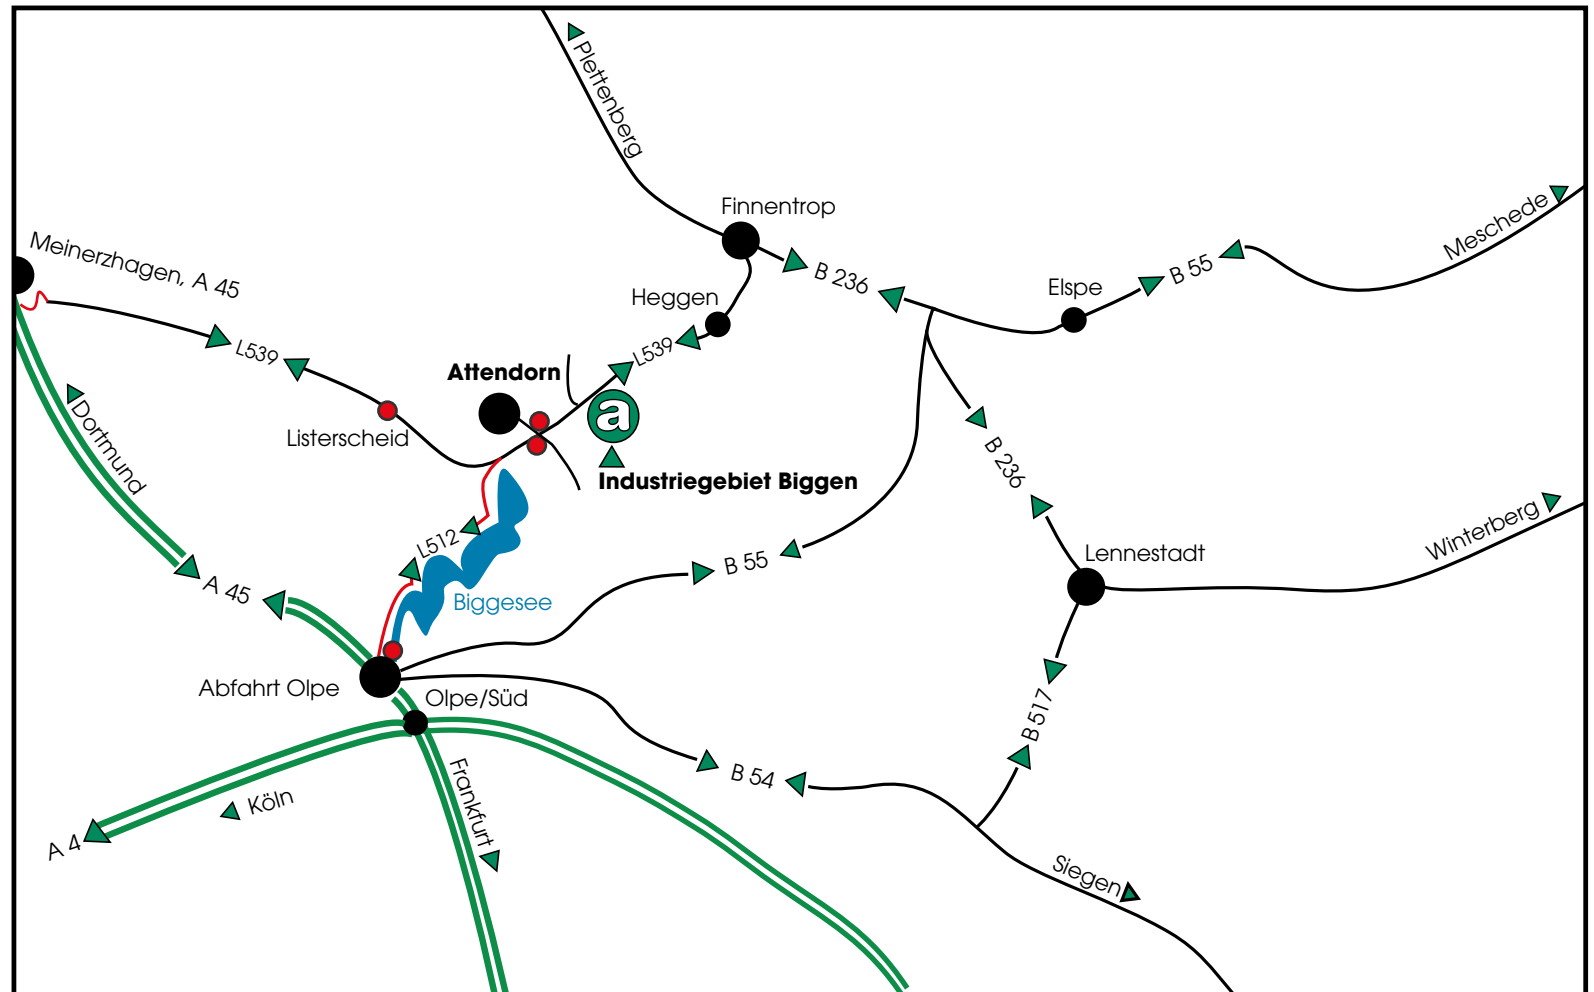 Plettenberg
Finnentrop
Meschede
Meinerzhagen, A 45
B 236
B 55
Elspe
Heggen
L539
L539
Attendorn
a
Listerscheid
Dortmund
Industriegebiet Biggen
B 236
Winterberg
L512
B 55
Lennestadt
A 45
Biggesee
Abfahrt Olpe
Olpe/Süd
B 517
Frankfurt
B 54
Köln
A 4
Siegen